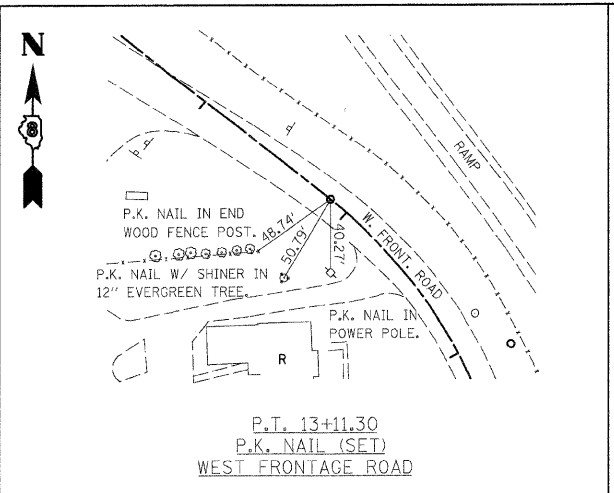 N
8
RAMP
P.K. NAIL IN END
WOOD FENCE POST.
48.74'
50.79'
40.27'
W. FRONT. ROAD
P.K. NAIL W/ SHINER IN
12" EVERGREEN TREE.
P.K. NAIL IN
POWER POLE.
R
P.T. 13+11.30
P.K. NAIL (SET)
WEST FRONTAGE ROAD